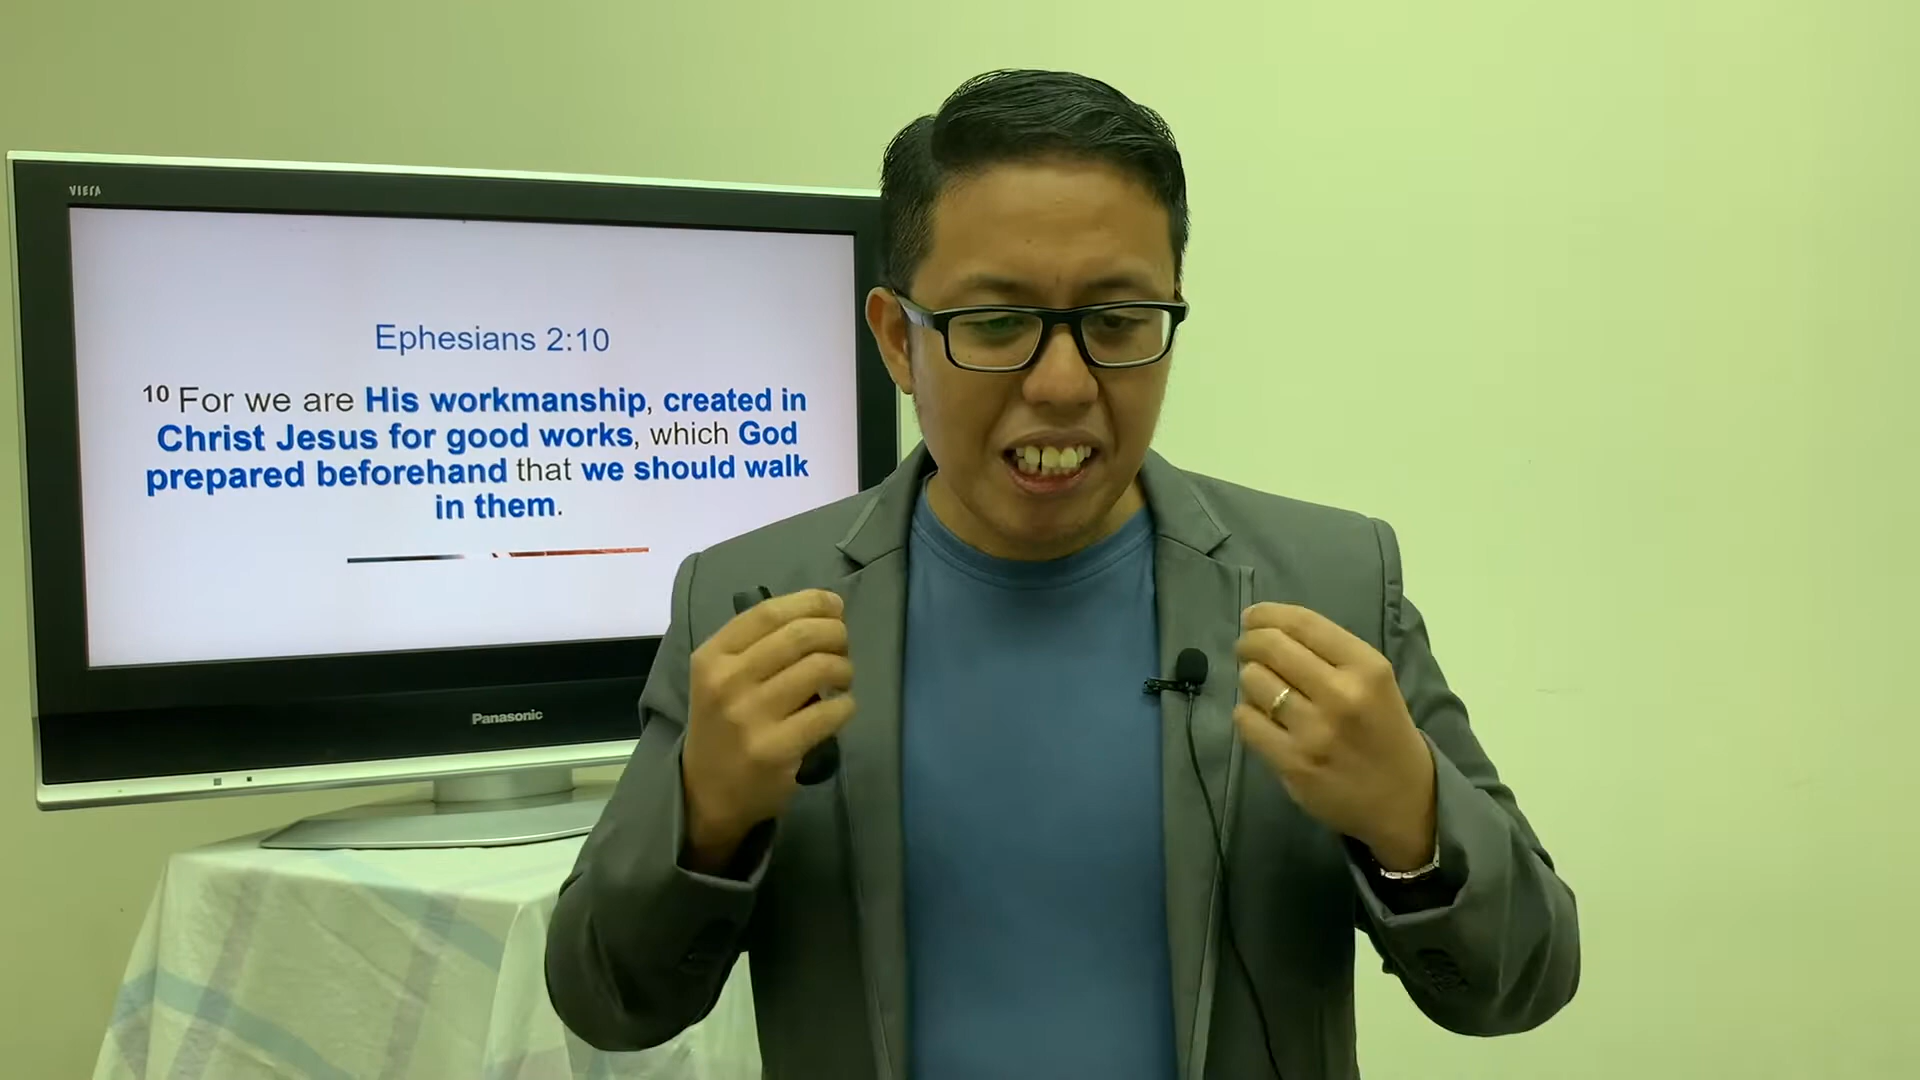 VIERA
Ephesians 2:10
10 For we are His workmanship, created in
Christ Jesus for good works, which God
prepared beforehand that we should walk
in them.
Panasonic